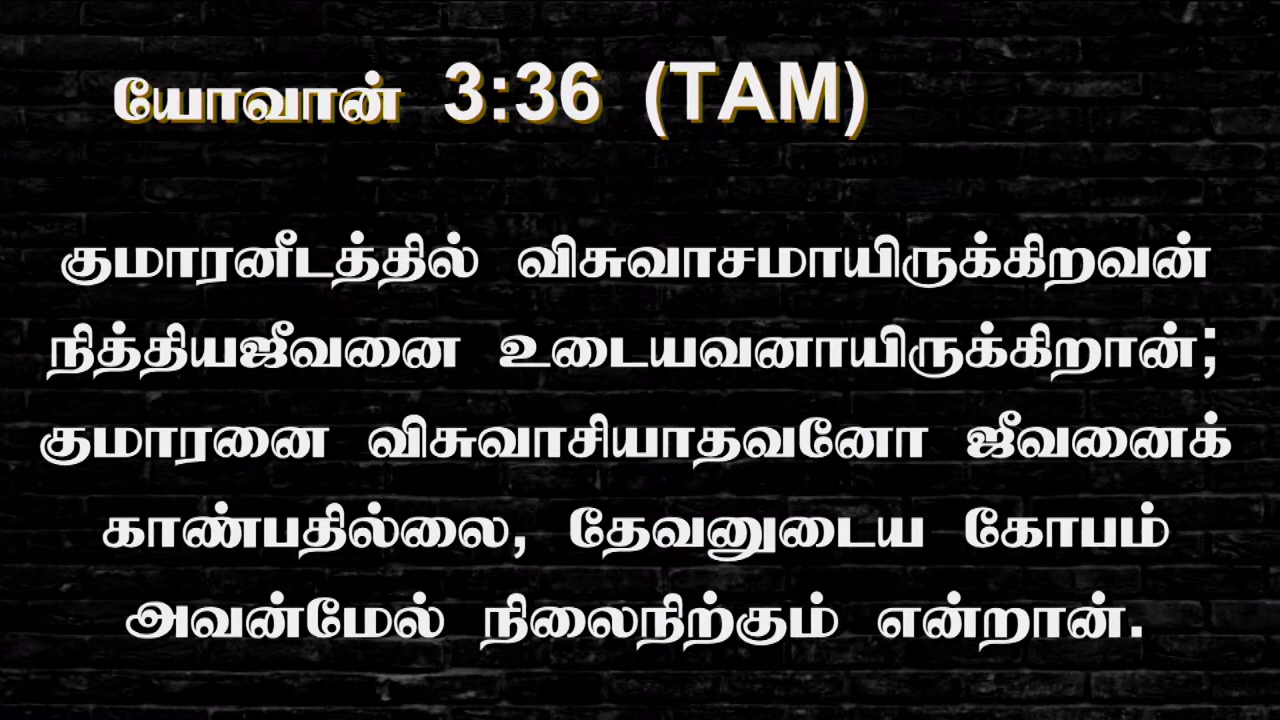 யோவான் 3:36 (TAM)
குமாரனீடத்தில் விசுவாசமாயிருக்கிறவன்
நித்தியஜீவனை உடையவனாயிருக்கிறான்;
குமாரனை விசுவாசியாதவனோ ஜீவனைக்
காண்பதில்லை, தேவனுடைய கோபம்
அவன்மேல் நிலைநிற்கும் என்றான்.